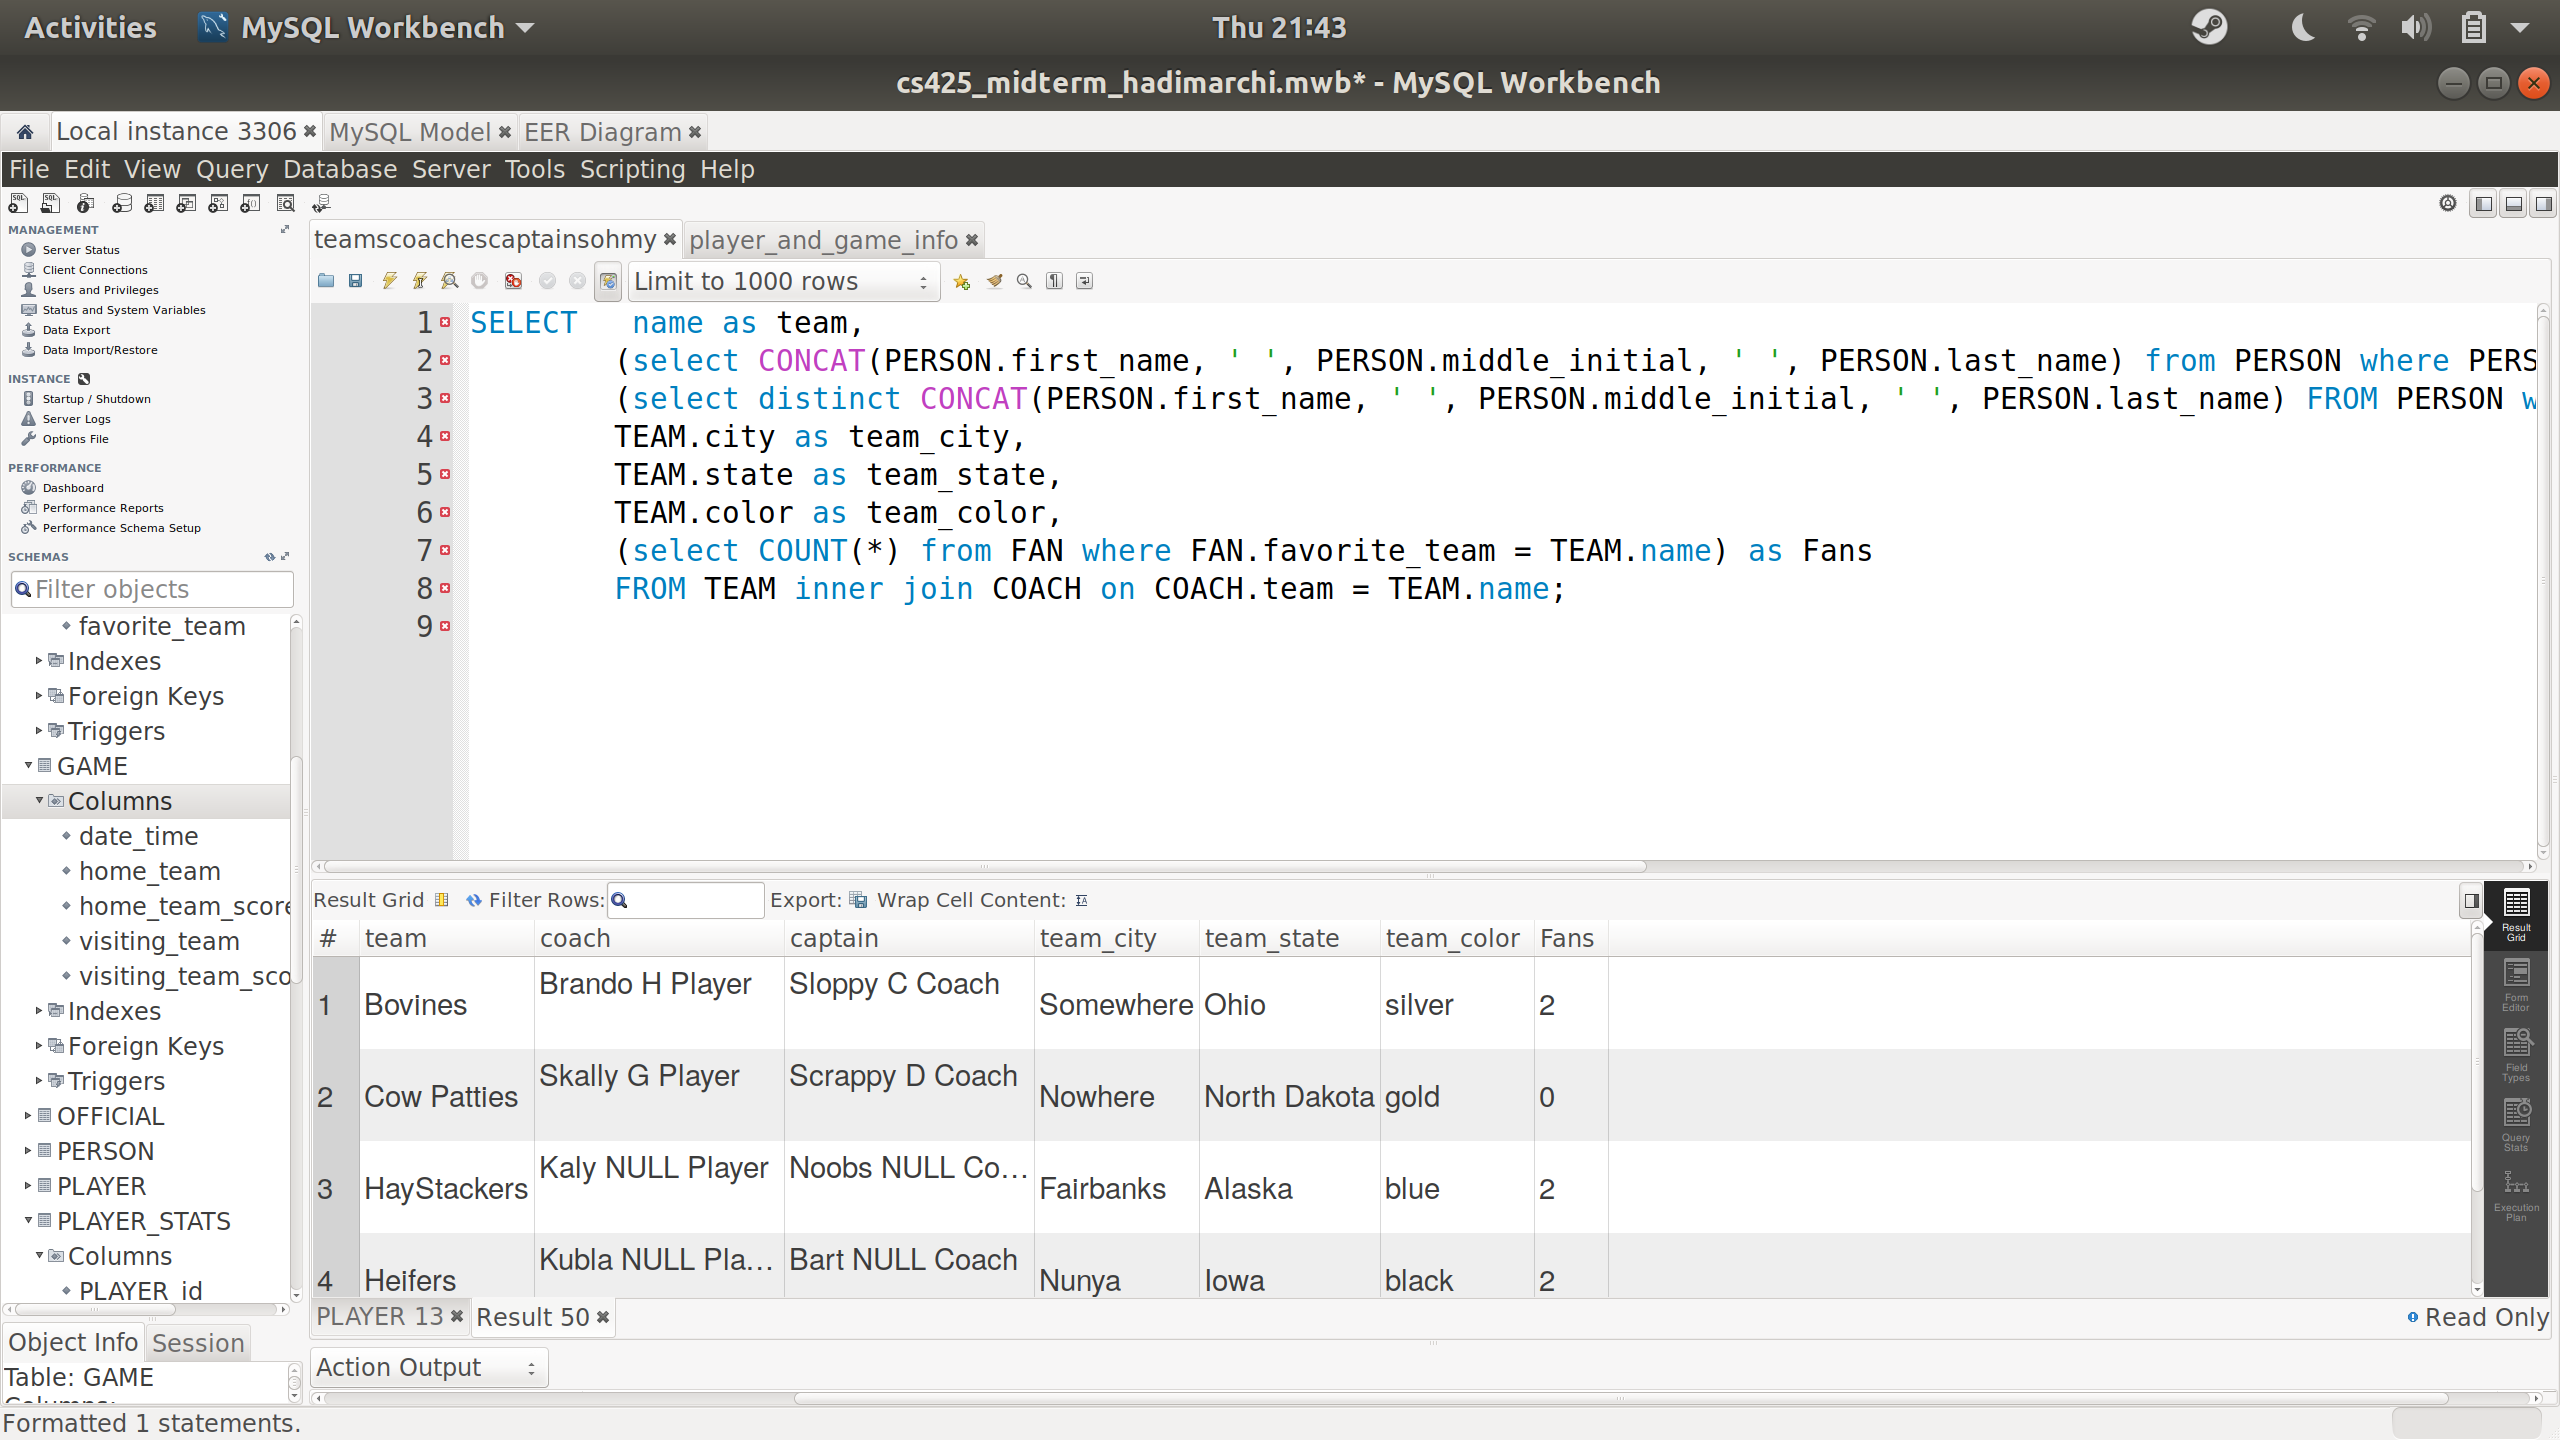 Activities MySQL Workbench Thu 21:43
cs425_midterm_hadimarchi.mwb* - MySQL Workbench
Local instance 3306 MySQL Model EER Diagram
File Edit View Query Database Server Tools Scripting Help
MANAGEMENT
Server Status
Client Connections
Users and Privileges
Status and System Variables
Data Export
Data Import/Restore
INSTANCE
Startup / Shutdown
Server Logs
Options File
PERFORMANCE
Dashboard
Performance Reports
Performance Schema Setup
SCHEMAS
Filter objects
favorite_team
Indexes
Foreign Keys
Triggers
GAME
Columns
date_time
home_team
home_team_score
visiting_team
visiting_team_sco
Indexes
Foreign Keys
Triggers
OFFICIAL
PERSON
PLAYER
PLAYER_STATS
Columns
PLAYER_id
Object Info Session
Table: GAME
Columns:
teamscoachescaptainsohmy player_and_game_info
Limit to 1000 rows
1 SELECT name as team,
2 (select CONCAT(PERSON.first_name, ' ', PERSON.middle_initial, ' ', PERSON.last_name) from PERSON where PERS
3 (select distinct CONCAT(PERSON.first_name, ' ', PERSON.middle_initial, ' ', PERSON.last_name) FROM PERSON w
4 TEAM.city as team_city,
5 TEAM.state as team_state,
6 TEAM.color as team_color,
7 (select COUNT(*) from FAN where FAN.favorite_team = TEAM.name) as Fans
8 FROM TEAM inner join COACH on COACH.team = TEAM.name;
9
Result Grid Filter Rows: Export: Wrap Cell Content:
# team coach captain team_city team_state team_color Fans
1 Bovines Brando H Player Sloppy C Coach Somewhere Ohio silver 2
2 Cow Patties Skally G Player Scrappy D Coach Nowhere North Dakota gold 0
3 HayStackers Kaly NULL Player Noobs NULL Co... Fairbanks Alaska blue 2
4 Heifers Kubla NULL Pla... Bart NULL Coach Nunya Iowa black 2
Result Grid
Form Editor
Field Types
Query Stats
Execution Plan
PLAYER 13 Result 50 Read Only
Action Output
Formatted 1 statements.